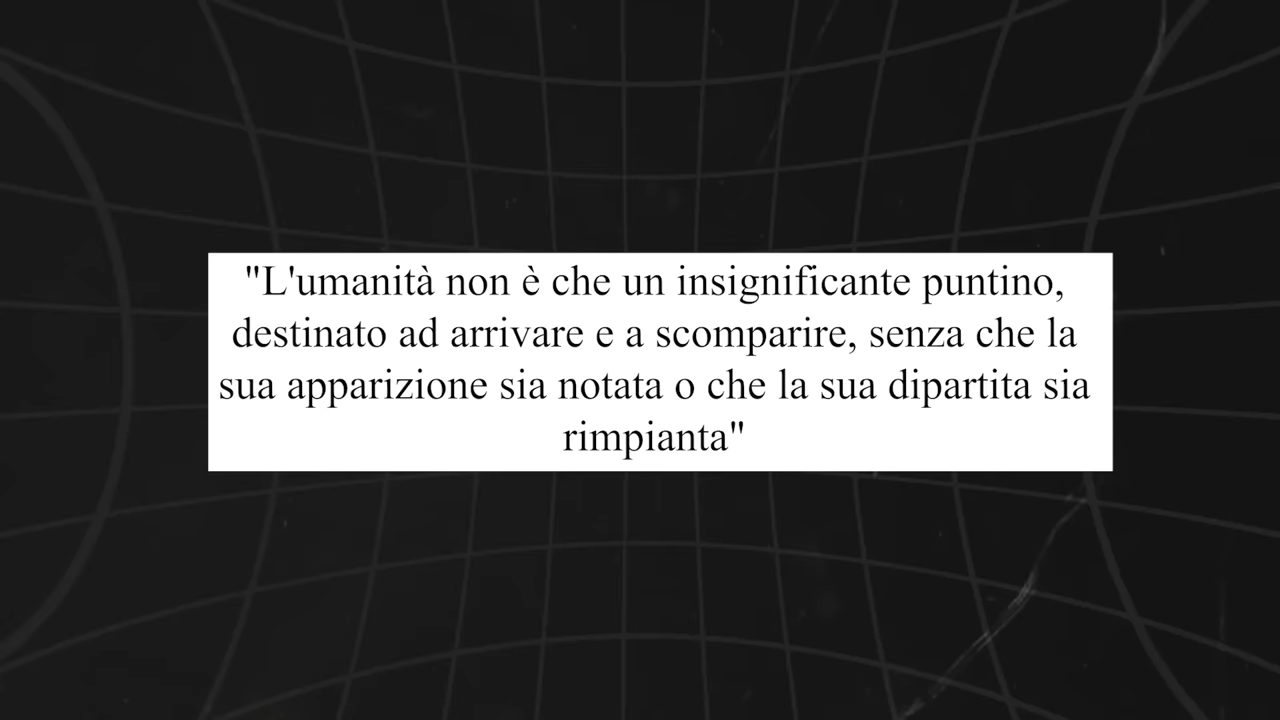 "L'umanità non è che un insignificante puntino,
destinato ad arrivare e a scomparire, senza che la
sua apparizione sia notata o che la sua dipartita sia
rimpianta"